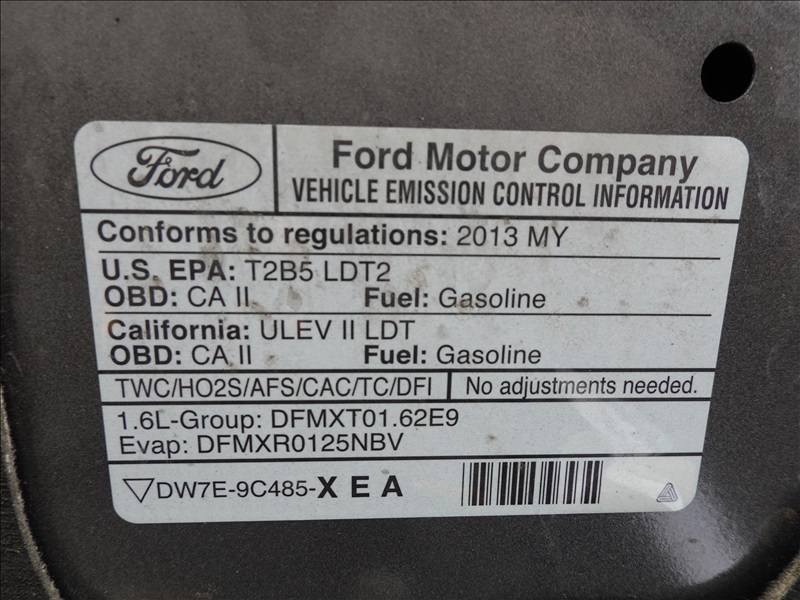 Ford
Ford Motor Company
VEHICLE EMISSION CONTROL INFORMATION
Conforms to regulations: 2013 MY
U.S. EPA: T2B5 LDT2
OBD: CA II Fuel: Gasoline
California: ULEV II LDT
OBD: CA II Fuel: Gasoline
TWC/HO2S/AFS/CAC/TC/DFI No adjustments needed.
1.6L-Group: DFMXT01.62E9
Evap: DFMXR0125NBV
DW7E-9C485-X E A